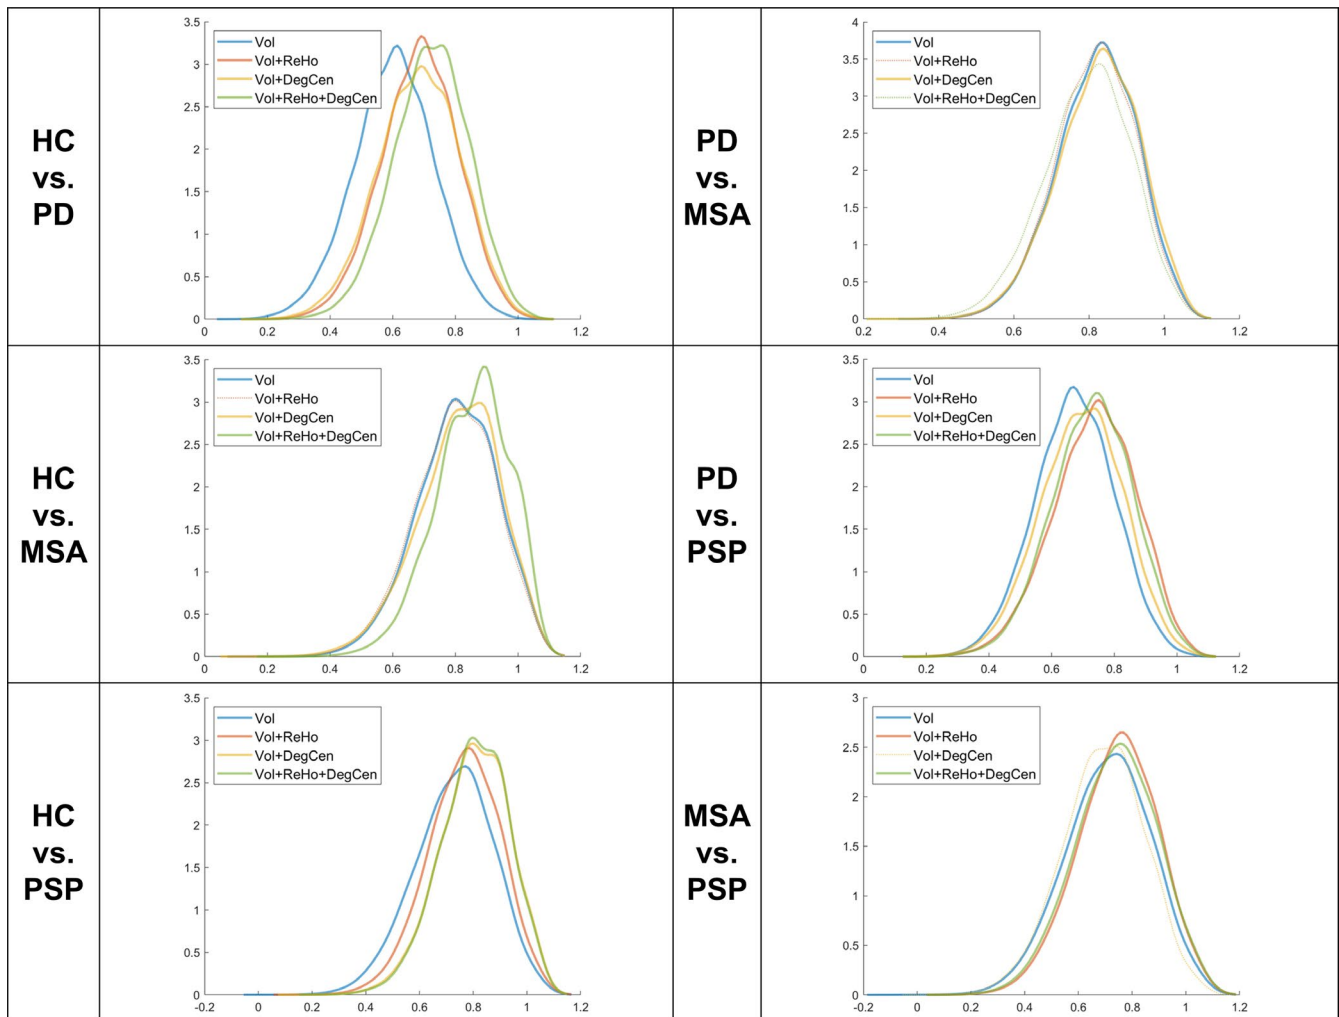 HC
vs.
PD
3.5
3
2.5
2
1.5
1
0.5
0
Vol
Vol+ReHo
Vol+DegCen
Vol+ReHo+DegCen
0 0.2 0.4 0.6 0.8 1 1.2
PD
vs.
MSA
4
3.5
3
2.5
2
1.5
1
0.5
0
Vol
Vol+ReHo
Vol+DegCen
Vol+ReHo+DegCen
0.2 0.4 0.6 0.8 1 1.2
HC
vs.
MSA
3.5
3
2.5
2
1.5
1
0.5
0
Vol
Vol+ReHo
Vol+DegCen
Vol+ReHo+DegCen
0 0.2 0.4 0.6 0.8 1 1.2
PD
vs.
PSP
3.5
3
2.5
2
1.5
1
0.5
0
Vol
Vol+ReHo
Vol+DegCen
Vol+ReHo+DegCen
0 0.2 0.4 0.6 0.8 1 1.2
HC
vs.
PSP
3.5
3
2.5
2
1.5
1
0.5
0
Vol
Vol+ReHo
Vol+DegCen
Vol+ReHo+DegCen
-0.2 0 0.2 0.4 0.6 0.8 1 1.2
MSA
vs.
PSP
3
2.5
2
1.5
1
0.5
0
Vol
Vol+ReHo
Vol+DegCen
Vol+ReHo+DegCen
-0.2 0 0.2 0.4 0.6 0.8 1 1.2